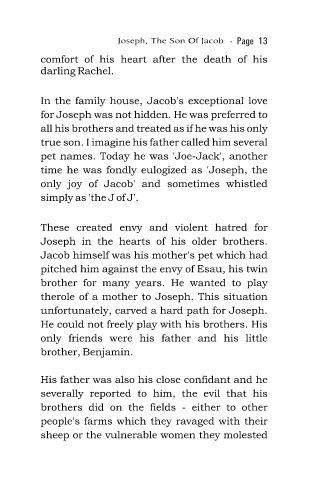 Joseph, The Son Of Jacob - Page 13
comfort of his heart after the death of his
darling Rachel.
In the family house, Jacob's exceptional love
for Joseph was not hidden. He was preferred to
all his brothers and treated as if he was his only
true son. I imagine his father called him several
pet names. Today he was 'Joe-Jack', another
time he was fondly eulogized as 'Joseph, the
only joy of Jacob' and sometimes whistled
simply as 'the J of J'.
These created envy and violent hatred for
Joseph in the hearts of his older brothers.
Jacob himself was his mother's pet which had
pitched him against the envy of Esau, his twin
brother for many years. He wanted to play
therole of a mother to Joseph. This situation
unfortunately, carved a hard path for Joseph.
He could not freely play with his brothers. His
only friends were his father and his little
brother, Benjamin.
His father was also his close confidant and he
severally reported to him, the evil that his
brothers did on the fields - either to other
people's farms which they ravaged with their
sheep or the vulnerable women they molested